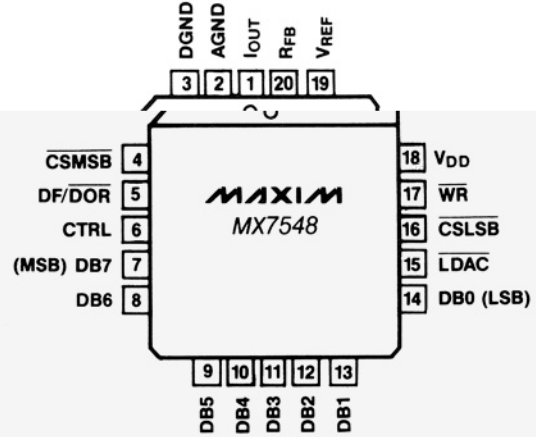 DGND AGND IOUT RFB VREF
3 2 1 20 19
CSMSB 4 18 VDD
DF/DOR 5 MAXIM 17 WR
CTRL 6 MX7548 16 CSLSB
(MSB) DB7 7 15 LDAC
DB6 8 14 DB0 (LSB)
9 10 11 12 13
DB5 DB4 DB3 DB2 DB1